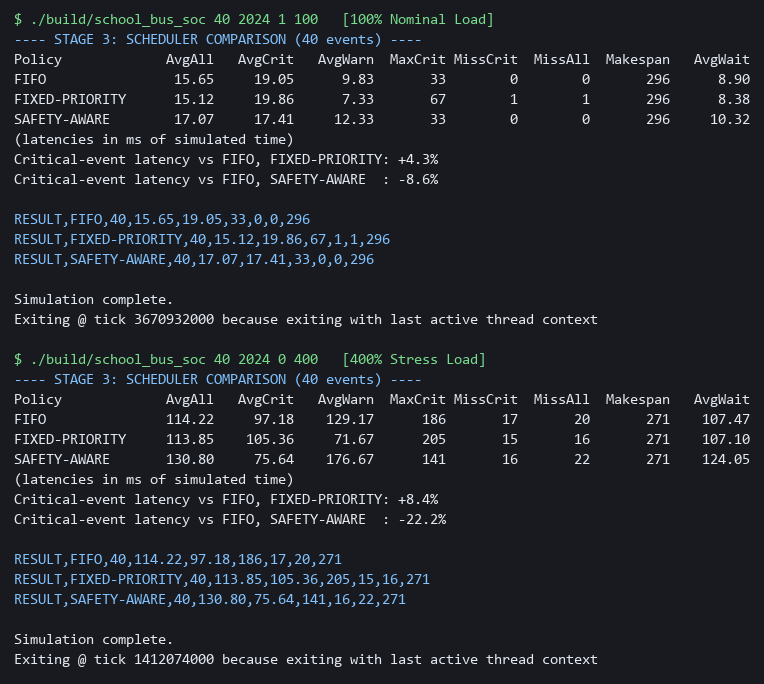 $ ./build/school_bus_soc 40 2024 1 100   [100% Nominal Load]
---- STAGE 3: SCHEDULER COMPARISON (40 events) ----
Policy             AvgAll   AvgCrit   AvgWarn  MaxCrit MissCrit  MissAll  Makespan   AvgWait
FIFO                15.65     19.05      9.83       33        0        0       296      8.90
FIXED-PRIORITY      15.12     19.86      7.33       67        1        1       296      8.38
SAFETY-AWARE        17.07     17.41     12.33       33        0        0       296     10.32
(latencies in ms of simulated time)
Critical-event latency vs FIFO, FIXED-PRIORITY: +4.3%
Critical-event latency vs FIFO, SAFETY-AWARE  : -8.6%

RESULT,FIFO,40,15.65,19.05,33,0,0,296
RESULT,FIXED-PRIORITY,40,15.12,19.86,67,1,1,296
RESULT,SAFETY-AWARE,40,17.07,17.41,33,0,0,296

Simulation complete.
Exiting @ tick 3670932000 because exiting with last active thread context

$ ./build/school_bus_soc 40 2024 0 400   [400% Stress Load]
---- STAGE 3: SCHEDULER COMPARISON (40 events) ----
Policy             AvgAll   AvgCrit   AvgWarn  MaxCrit MissCrit  MissAll  Makespan   AvgWait
FIFO               114.22     97.18    129.17      186       17       20       271    107.47
FIXED-PRIORITY     113.85    105.36     71.67      205       15       16       271    107.10
SAFETY-AWARE       130.80     75.64    176.67      141       16       22       271    124.05
(latencies in ms of simulated time)
Critical-event latency vs FIFO, FIXED-PRIORITY: +8.4%
Critical-event latency vs FIFO, SAFETY-AWARE  : -22.2%

RESULT,FIFO,40,114.22,97.18,186,17,20,271
RESULT,FIXED-PRIORITY,40,113.85,105.36,205,15,16,271
RESULT,SAFETY-AWARE,40,130.80,75.64,141,16,22,271

Simulation complete.
Exiting @ tick 1412074000 because exiting with last active thread context